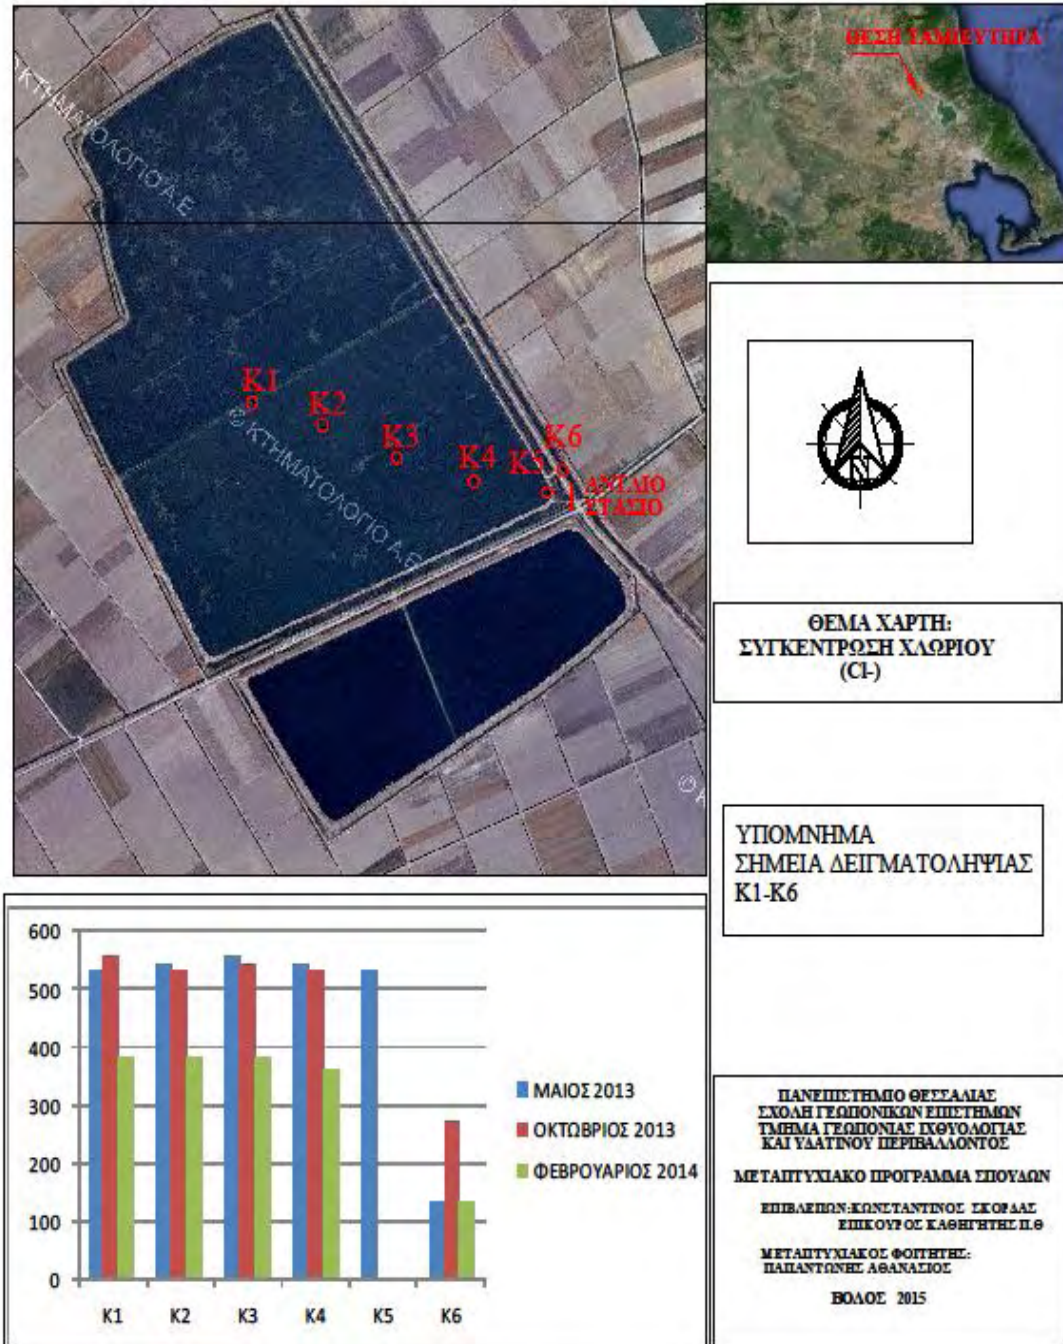 ΚΤΗΜΑΤΟΛΟΓΙΟ Α.Ε
ΘΕΣΗ ΤΑΜΙΕΥΤΗΡΑ
K1
K2
K3
K4
K5
K6
© ΚΤΗΜΑΤΟΛΟΓΙΟ Α.Ε
ΑΝΤΛΙΟ
ΣΤΑΣΙΟ
©
N
ΘΕΜΑ ΧΑΡΤΗ:
ΣΥΓΚΕΝΤΡΩΣΗ ΧΛΩΡΙΟΥ
(Cl-)
ΥΠΟΜΝΗΜΑ
ΣΗΜΕΙΑ ΔΕΙΓΜΑΤΟΛΗΨΙΑΣ
K1-K6
600
500
400
300
200
100
0
K1 K2 K3 K4 K5 K6
ΜΑΙΟΣ 2013
ΟΚΤΩΒΡΙΟΣ 2013
ΦΕΒΡΟΥΑΡΙΟΣ 2014
ΠΑΝΕΠΙΣΤΗΜΙΟ ΘΕΣΣΑΛΙΑΣ
ΣΧΟΛΗ ΓΕΩΠΟΝΙΚΩΝ ΕΠΙΣΤΗΜΩΝ
ΤΜΗΜΑ ΓΕΩΠΟΝΙΑΣ ΙΧΘΥΟΛΟΓΙΑΣ
ΚΑΙ ΥΔΑΤΙΝΟΥ ΠΕΡΙΒΑΛΛΟΝΤΟΣ
ΜΕΤΑΠΤΥΧΙΑΚΟ ΠΡΟΓΡΑΜΜΑ ΣΠΟΥΔΩΝ
ΕΠΙΒΛΕΠΩΝ:ΚΩΝΣΤΑΝΤΙΝΟΣ ΣΚΟΡΔΑΣ
ΕΠΙΚΟΥΡΟΣ ΚΑΘΗΓΗΤΗΣ Π.Θ
ΜΕΤΑΠΤΥΧΙΑΚΟΣ ΦΟΙΤΗΤΗΣ:
ΠΑΠΑΝΤΩΝΗΣ ΑΘΑΝΑΣΙΟΣ
ΒΟΛΟΣ 2015